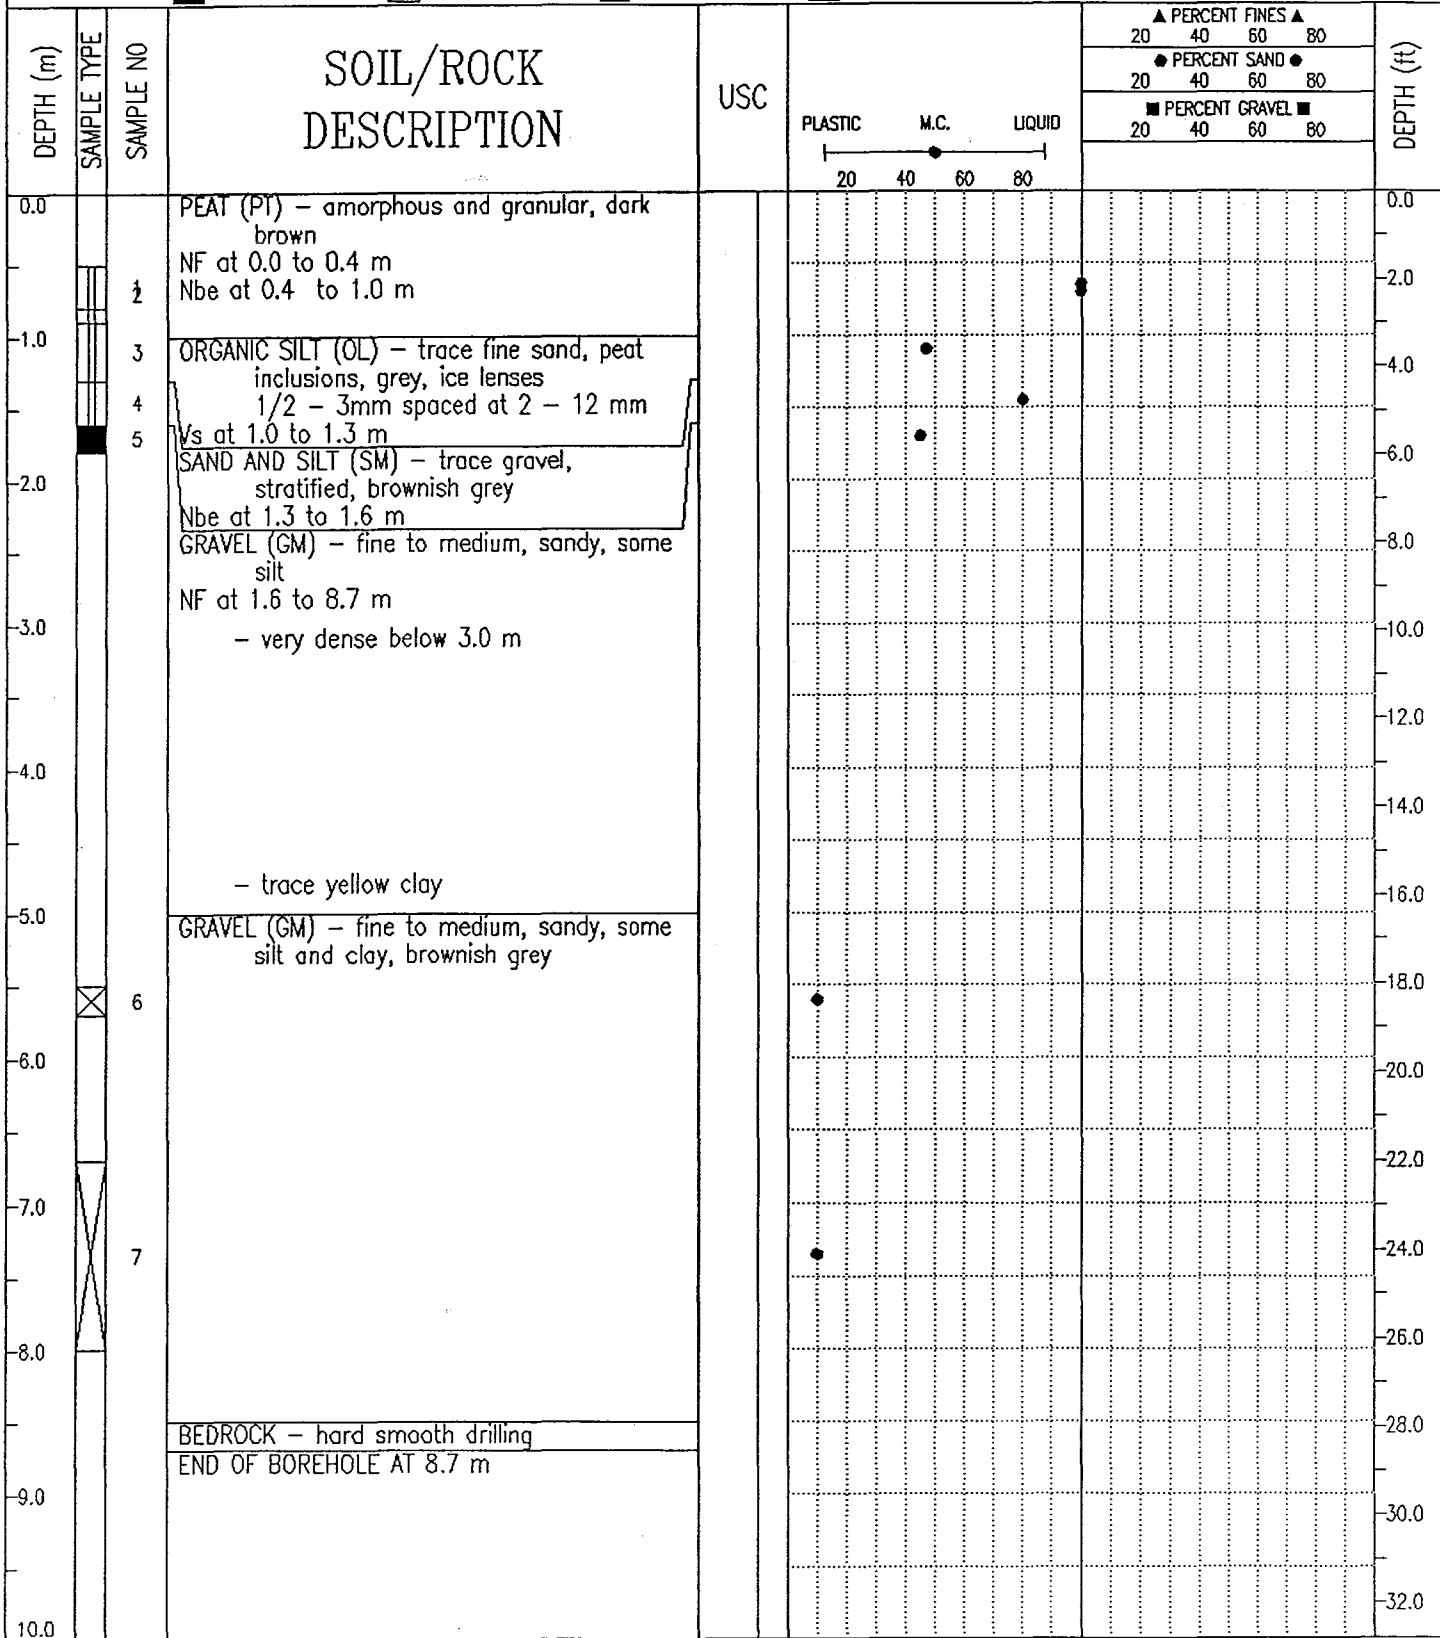 DEPTH (m)
SAMPLE TYPE
SAMPLE NO
SOIL/ROCK
DESCRIPTION
USC
PLASTIC M.C. LIQUID
20 40 60 80
▲ PERCENT FINES ▲
20 40 60 80
● PERCENT SAND ●
20 40 60 80
■ PERCENT GRAVEL ■
20 40 60 80
DEPTH (ft)
0.0
-1.0
-2.0
-3.0
-4.0
-5.0
-6.0
-7.0
-8.0
-9.0
10.0
1
2
3
4
5
6
7
PEAT (PT) – amorphous and granular, dark
brown
NF at 0.0 to 0.4 m
Nbe at 0.4 to 1.0 m
ORGANIC SILT (OL) – trace fine sand, peat
inclusions, grey, ice lenses
1/2 – 3mm spaced at 2 – 12 mm
Vs at 1.0 to 1.3 m
SAND AND SILT (SM) – trace gravel,
stratified, brownish grey
Nbe at 1.3 to 1.6 m
GRAVEL (GM) – fine to medium, sandy, some
silt
NF at 1.6 to 8.7 m
– very dense below 3.0 m
– trace yellow clay
GRAVEL (GM) – fine to medium, sandy, some
silt and clay, brownish grey
BEDROCK – hard smooth drilling
END OF BOREHOLE AT 8.7 m
0.0
-2.0
-4.0
-6.0
-8.0
-10.0
-12.0
-14.0
-16.0
-18.0
-20.0
-22.0
-24.0
-26.0
-28.0
-30.0
-32.0